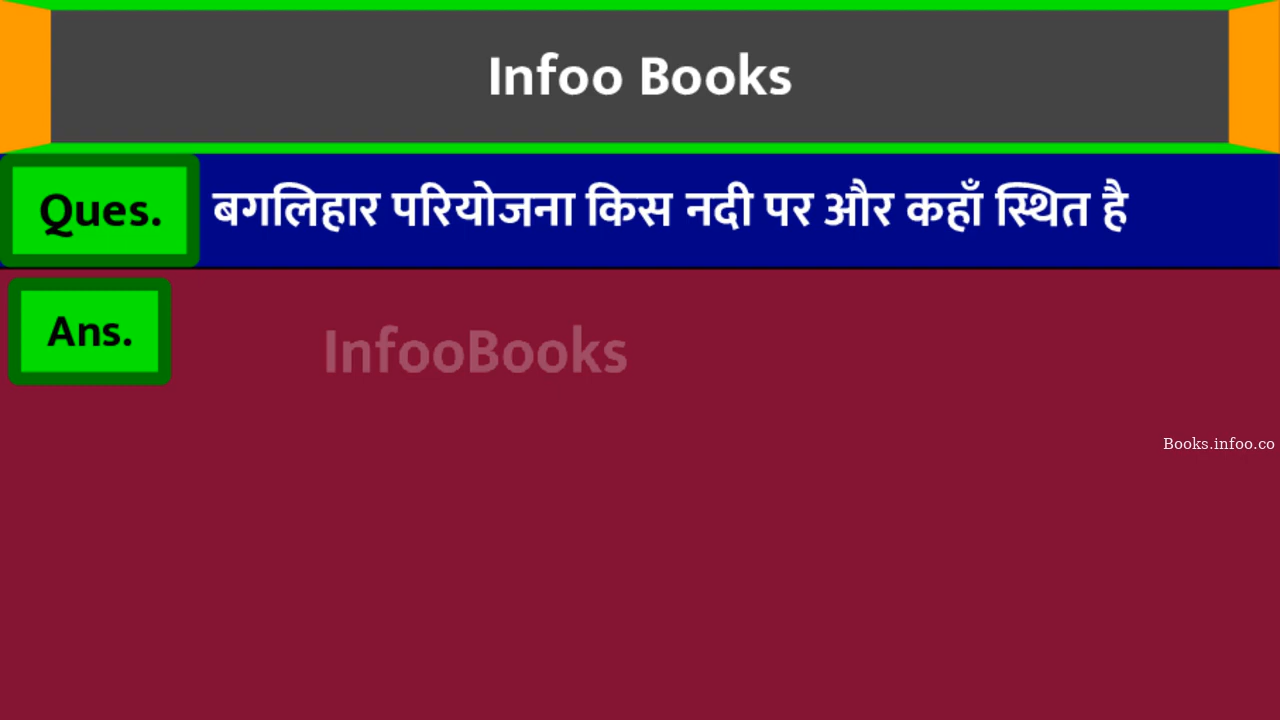 Infoo Books
Ques. बगलिहार परियोजना किस नदी पर और कहाँ स्थित है
Ans.
InfooBooks
Books.infoo.co